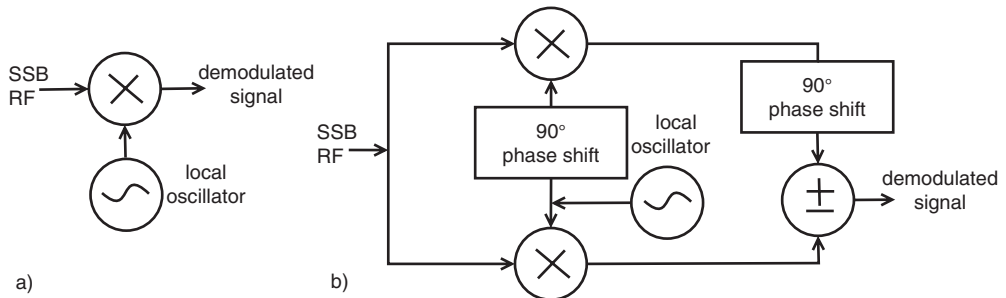 SSB
RF
demodulated
signal
local
oscillator
a)
SSB
RF
90°
phase shift
local
oscillator
90°
phase shift
±
demodulated
signal
b)